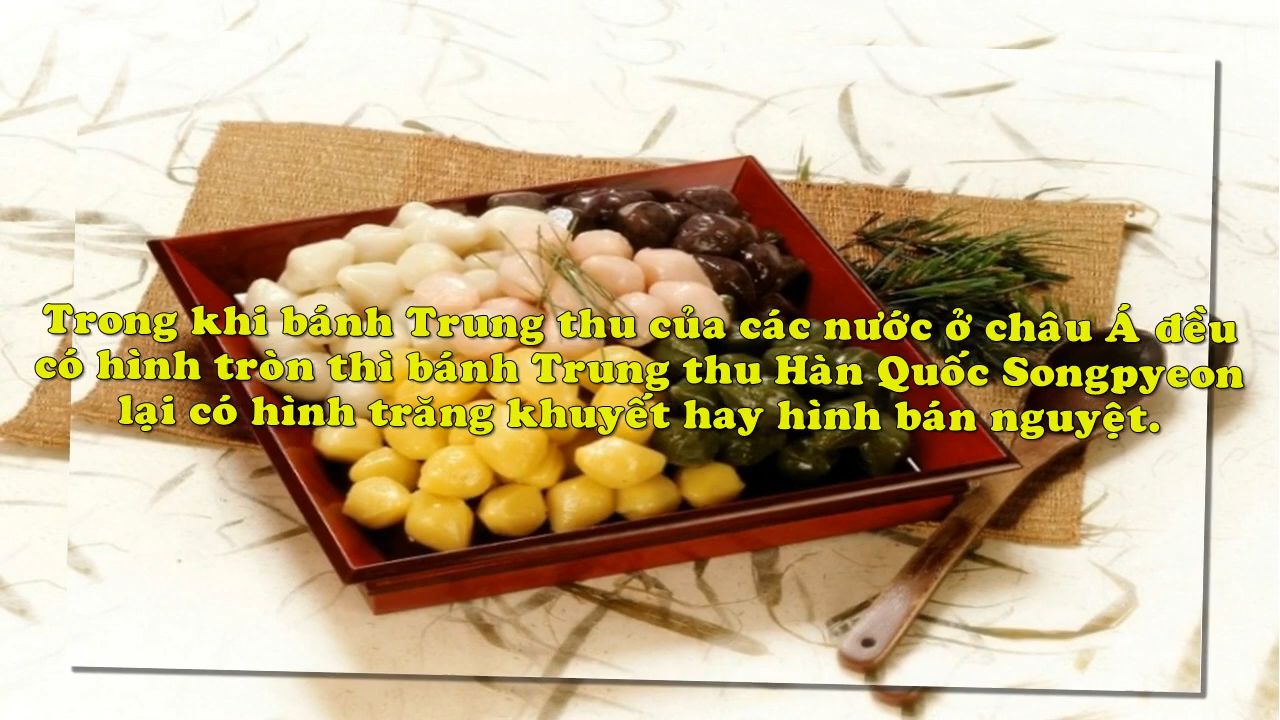 Trong khi bánh Trung thu của các nước ở châu Á đều
có hình tròn thì bánh Trung thu Hàn Quốc Songpyeon
lại có hình trăng khuyết hay hình bán nguyệt.